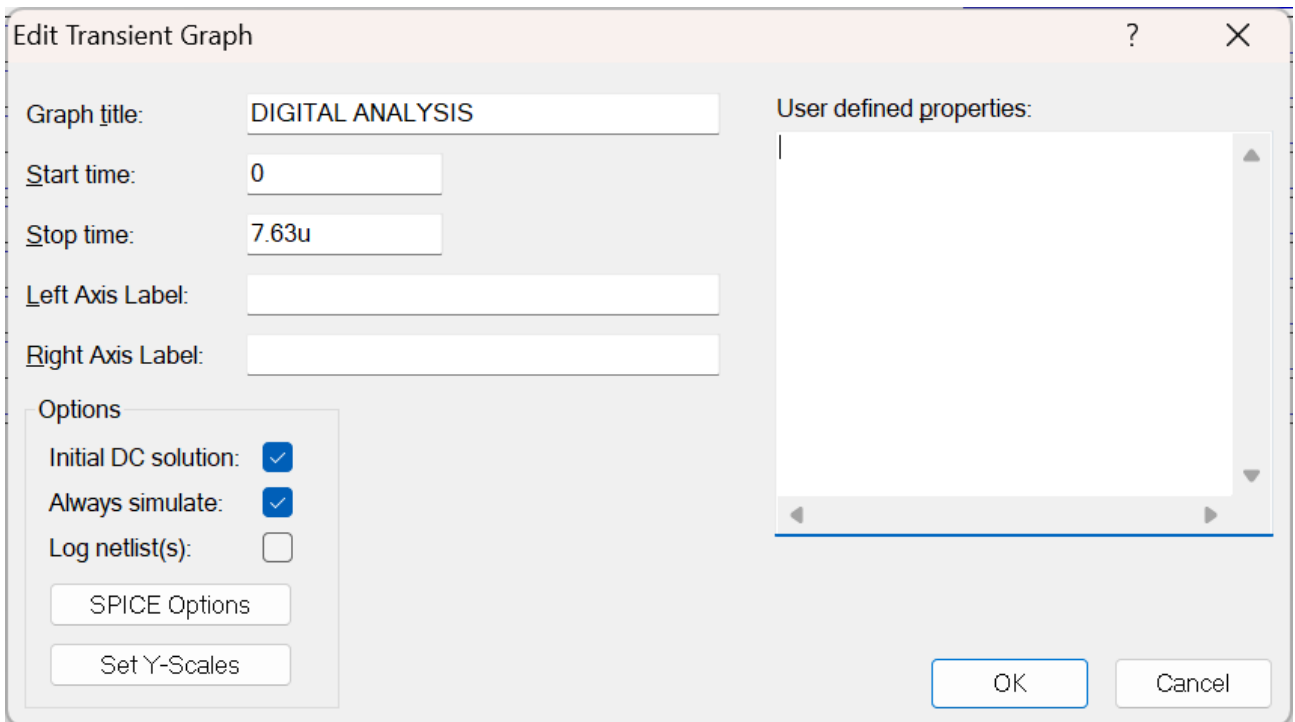 Edit Transient Graph ?
Graph title: DIGITAL ANALYSIS
Start time: 0
Stop time: 7.63u
Left Axis Label:
Right Axis Label:
Options
Initial DC solution:
Always simulate:
Log netlist(s):
SPICE Options
Set Y-Scales
User defined properties:
OK Cancel